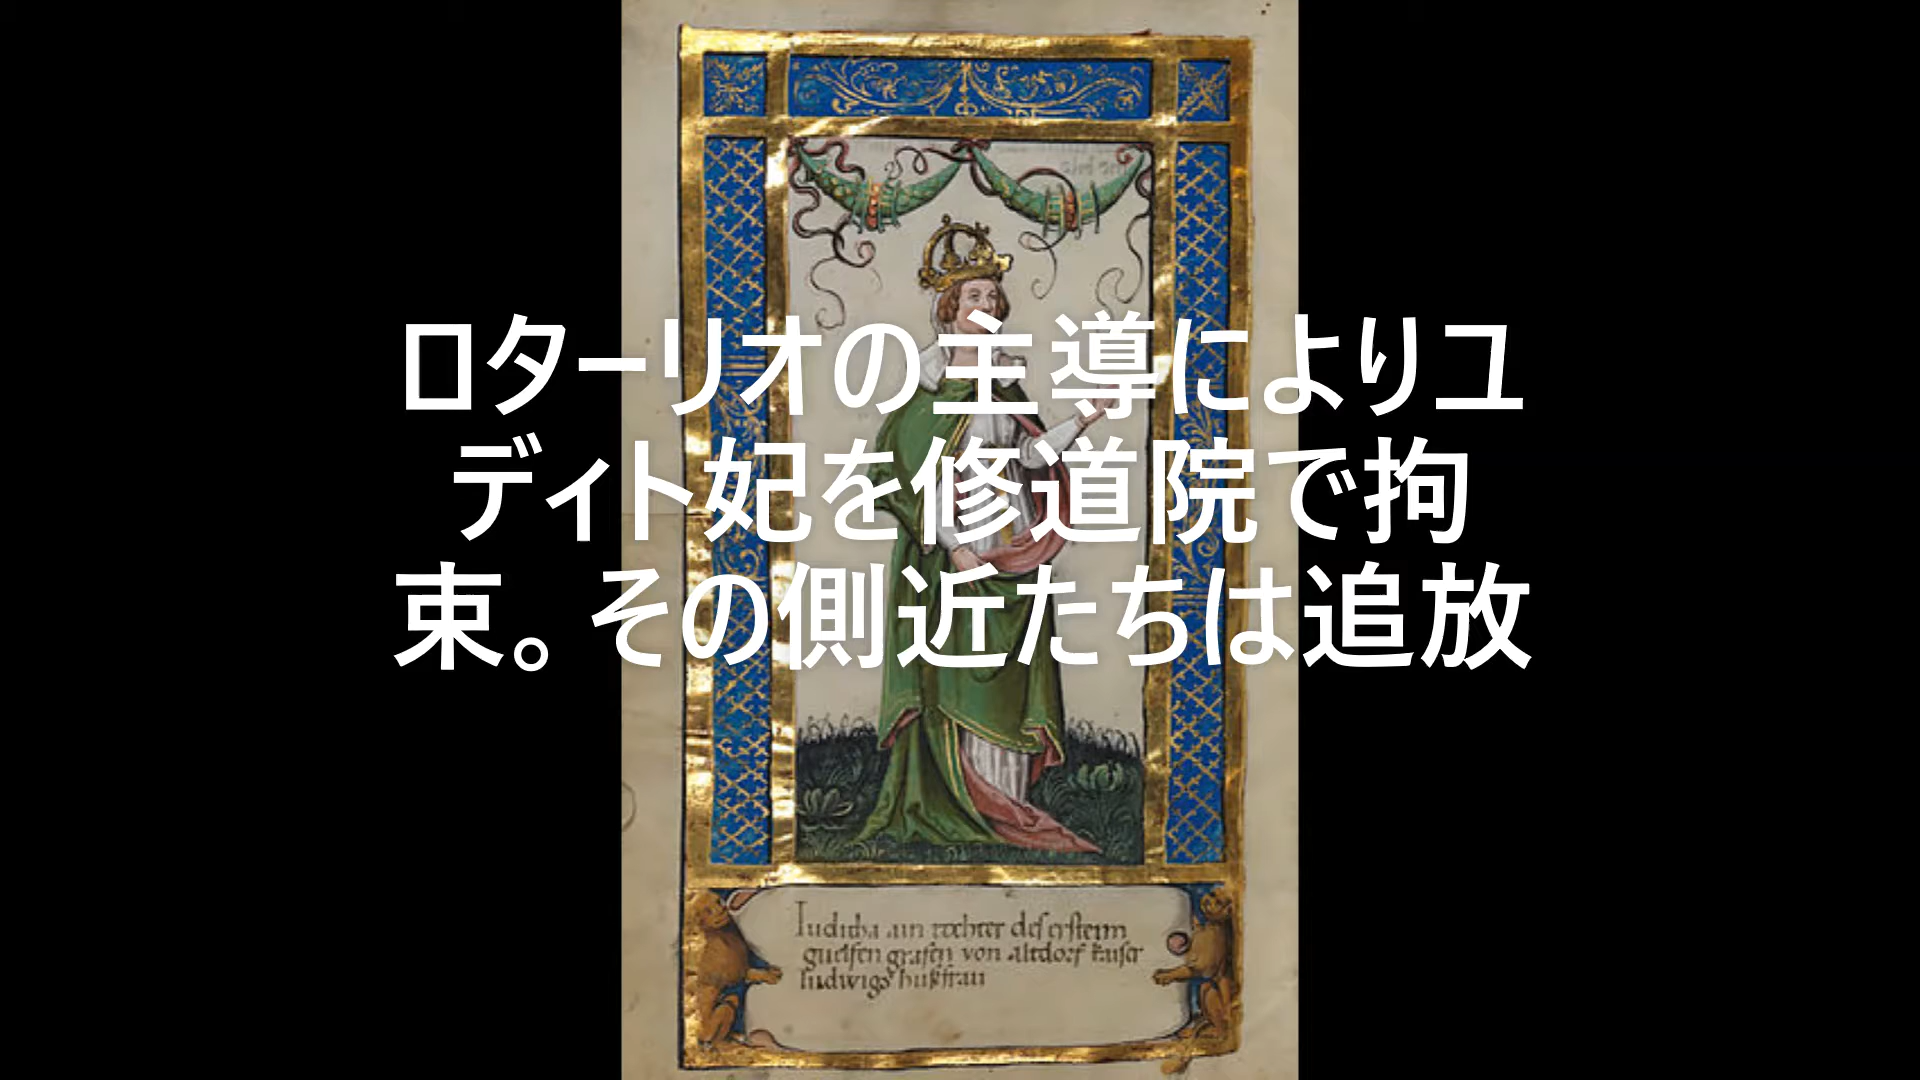 ロターリオの主導によりユ
ディト妃を修道院で拘
束。その側近たちは追放
Iuditha ain tochter des ersten
guelfen grafen von altdorf kaiser
ludwigs hußfrau